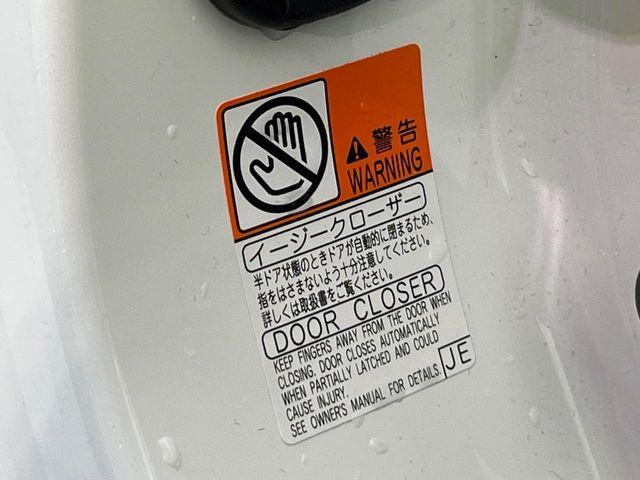 警告
WARNING
イージークローザー
半ドア状態のときドアが自動的に閉まるため、
指をはさまないよう十分注意してください。
詳しくは取扱書をご覧ください。
DOOR CLOSER
KEEP FINGERS AWAY FROM THE DOOR WHEN
CLOSING. DOOR CLOSES AUTOMATICALLY
WHEN PARTIALLY LATCHED AND COULD
CAUSE INJURY.
SEE OWNER'S MANUAL FOR DETAILS.
JE